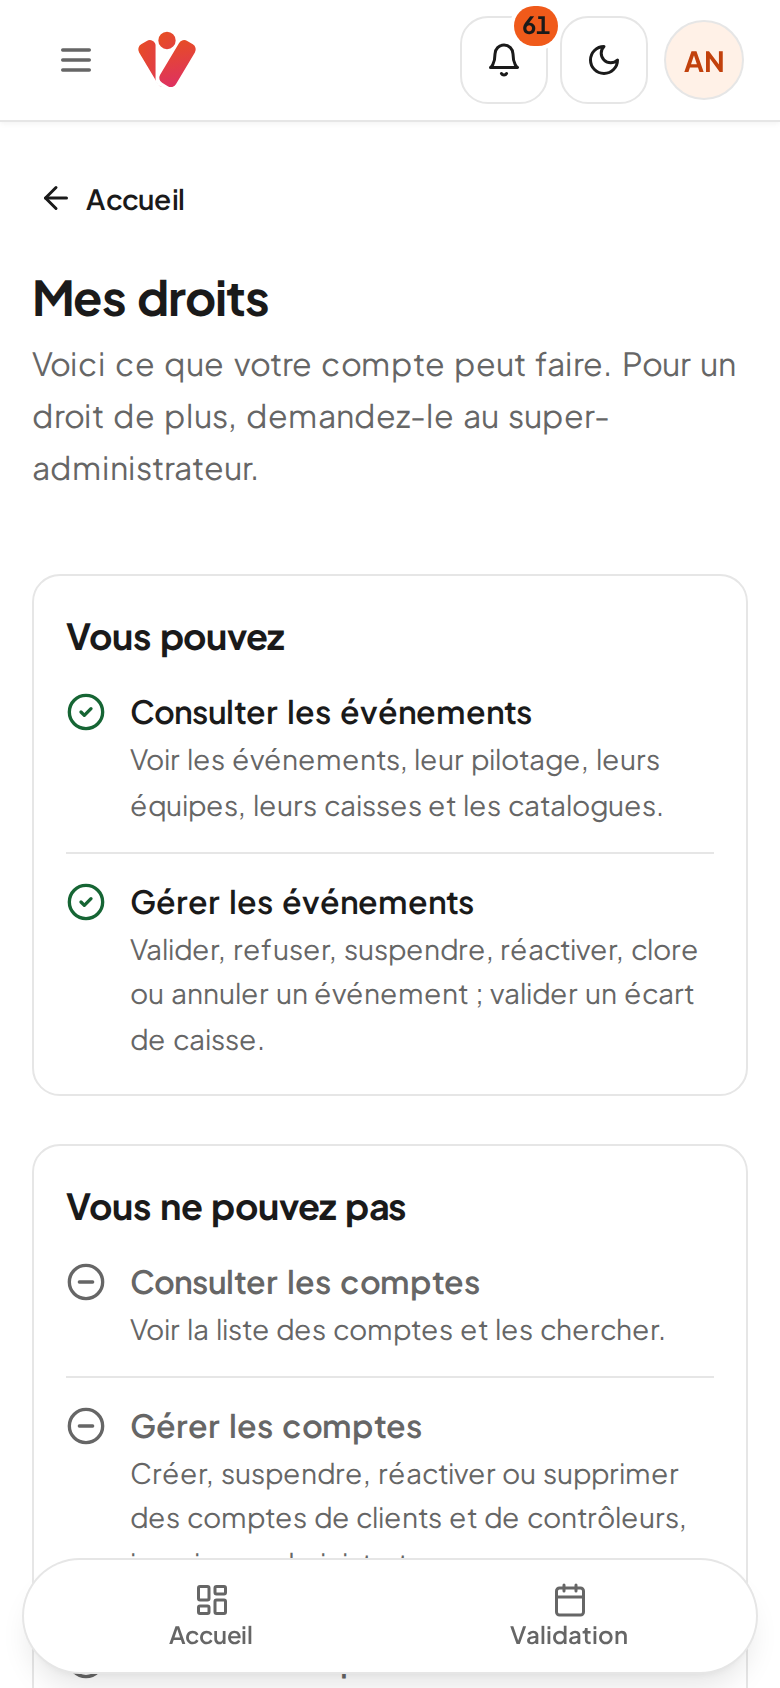 61
AN
Accueil
Mes droits
Voici ce que votre compte peut faire. Pour un
droit de plus, demandez-le au super-
administrateur.
Vous pouvez
Consulter les événements
Voir les événements, leur pilotage, leurs
équipes, leurs caisses et les catalogues.
Gérer les événements
Valider, refuser, suspendre, réactiver, clore
ou annuler un événement ; valider un écart
de caisse.
Vous ne pouvez pas
Consulter les comptes
Voir la liste des comptes et les chercher.
Gérer les comptes
Créer, suspendre, réactiver ou supprimer
des comptes de clients et de contrôleurs,
Accueil
Validation